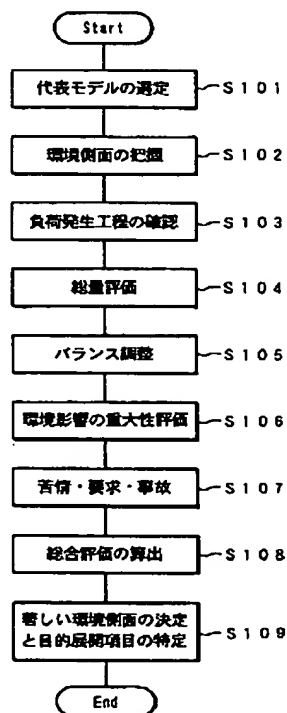 Start
代表モデルの選定
S101
環境側面の把握
S102
負荷発生工程の確認
S103
総量評価
S104
バランス調整
S105
環境影響の重大性評価
S106
苦情・要求・事故
S107
総合評価の算出
S108
著しい環境側面の決定
と目的展開項目の特定
S109
End